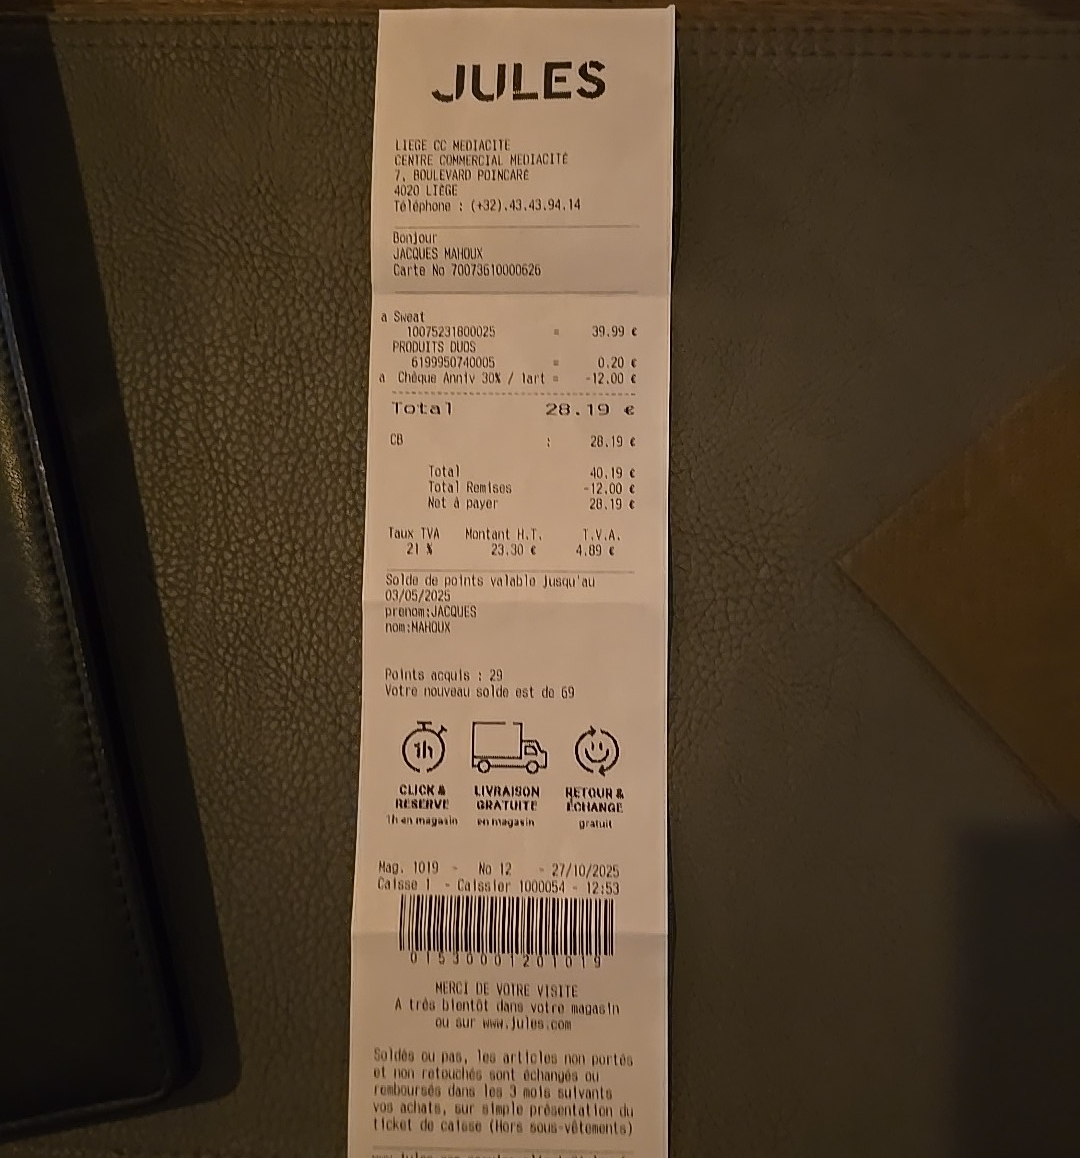 JULES
LIEGE CC MEDIACITE
CENTRE COMMERCIAL MEDIACITÉ
7, BOULEVARD POINCARÉ
4020 LIÈGE
Téléphone : (+32).43.43.94.14
Bonjour
JACQUES MAHOUX
Carte No 70073610000626
a Sweat
10075231800025 = 39.99 €
PRODUITS DUOS
6199950740005 = 0.20 €
a Chèque Anniv 30% / 1art = -12.00 €
Total 28.19 €
CB : 28.19 €
Total 40.19 €
Total Remises -12.00 €
Net à payer 28.19 €
Taux TVA Montant H.T. T.V.A.
21 % 23.30 € 4.89 €
Solde de points valable jusqu'au
03/05/2025
prenom:JACQUES
nom:MAHOUX
Points acquis : 29
Votre nouveau solde est de 69
1h
CLICK & LIVRAISON RETOUR &
RESERVE GRATUITE ÉCHANGE
1h en magasin en magasin gratuit
Mag. 1019 - No 12 - 27/10/2025
Caisse 1 - Caissier 1000054 - 12:53
01530001201019
MERCI DE VOTRE VISITE
A très bientôt dans votre magasin
ou sur www.jules.com
Soldés ou pas, les articles non portés
et non retouchés sont échangés ou
remboursés dans les 3 mois suivants
vos achats, sur simple présentation du
ticket de caisse (Hors sous-vêtements)